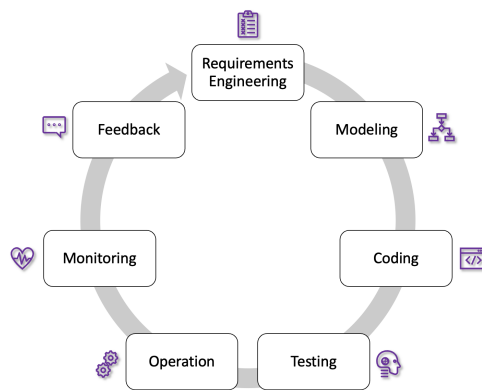 Requirements
Engineering
Modeling
Coding
</>
Testing
Operation
Monitoring
Feedback